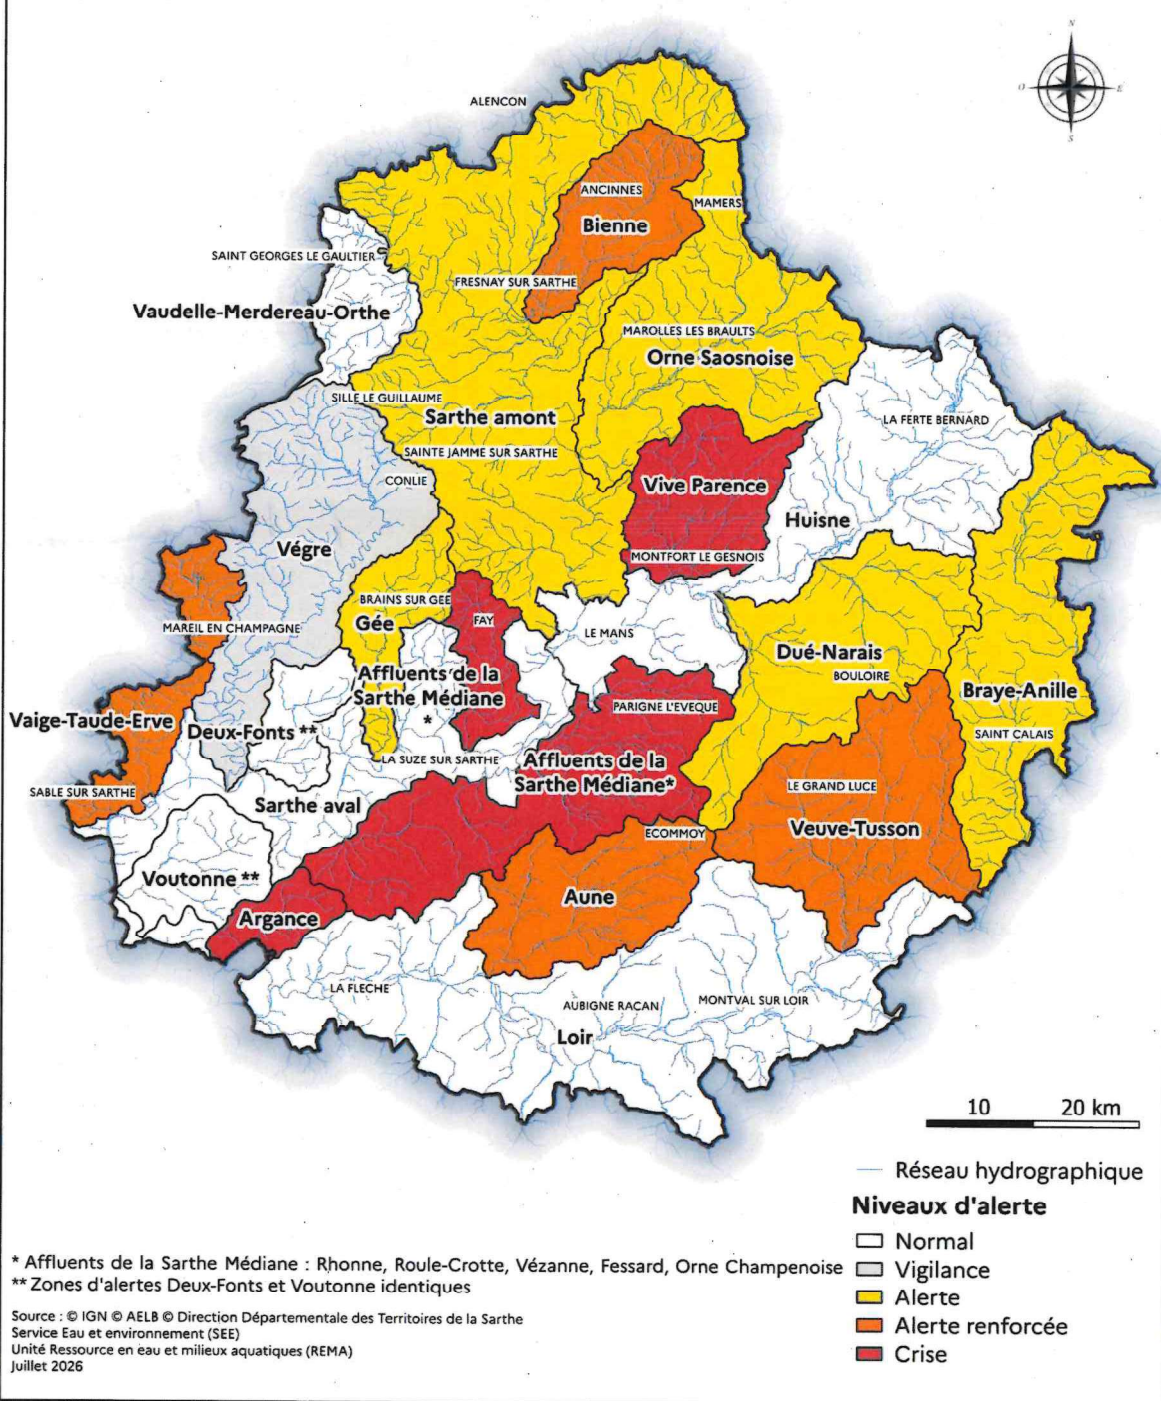 N
O
E
S
ALENCON
ANCINNES
MAMERS
Bienne
SAINT GEORGES LE GAULTIER
FRESNAY SUR SARTHE
Vaudelle-Merdereau-Orthe
MAROLLES LES BRAULTS
Orne Saosnoise
SILLE LE GUILLAUME
Sarthe amont
LA FERTE BERNARD
SAINTE JAMME SUR SARTHE
CONLIE
Vive Parence
Huisne
Végre
MONTFORT LE GESNOIS
BRAINS SUR GEE
Gée
FAY
MAREIL EN CHAMPAGNE
LE MANS
Dué-Narais
BOULOIRE
Affluents de la
Sarthe Médiane
*
Braye-Anille
PARIGNE L'EVEQUE
Vaige-Taude-Erve
Deux-Fonts **
SAINT CALAIS
LA SUZE SUR SARTHE
Affluents de la
Sarthe Médiane*
SABLE SUR SARTHE
LE GRAND LUCE
Sarthe aval
ECOMMOY
Veuve-Tusson
Voutonne **
Aune
Argance
LA FLECHE
AUBIGNE RACAN
MONTVAL SUR LOIR
Loir
10 20 km
Réseau hydrographique
Niveaux d'alerte
Normal
Vigilance
Alerte
Alerte renforcée
Crise
* Affluents de la Sarthe Médiane : Rhonne, Roule-Crotte, Vézanne, Fessard, Orne Champenoise
** Zones d'alertes Deux-Fonts et Voutonne identiques
Source : © IGN © AELB © Direction Départementale des Territoires de la Sarthe
Service Eau et environnement (SEE)
Unité Ressource en eau et milieux aquatiques (REMA)
Juillet 2026